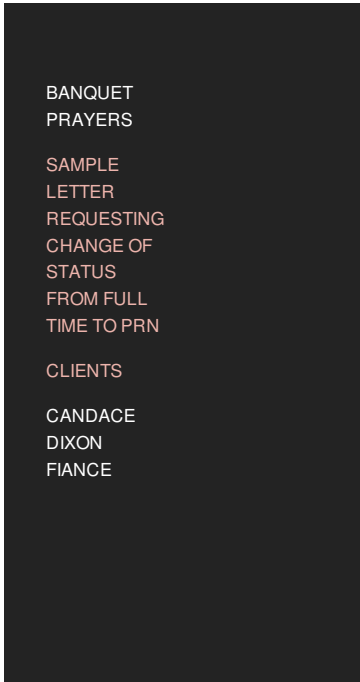 BANQUET
PRAYERS
SAMPLE
LETTER
REQUESTING
CHANGE OF
STATUS
FROM FULL
TIME TO PRN
CLIENTS
CANDACE
DIXON
FIANCE